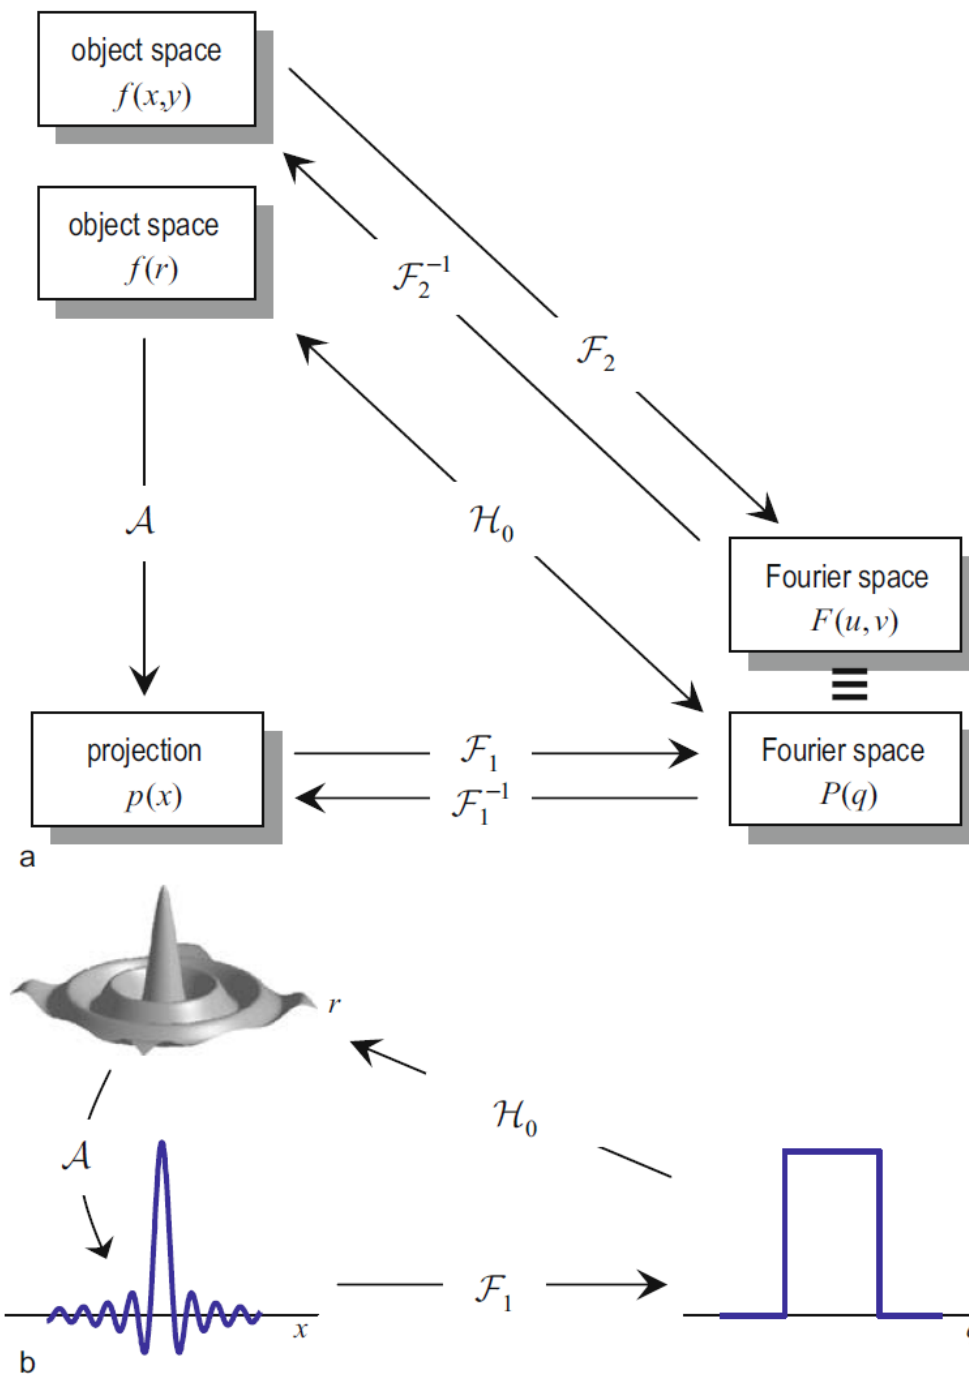 object space
f(x,y)
object space
f(r)
ℱ₂⁻¹
ℱ₂
𝒜
ℋ₀
Fourier space
F(u, v)
≡
projection
p(x)
ℱ₁
ℱ₁⁻¹
Fourier space
P(q)
a
r
ℋ₀
𝒜
ℱ₁
x
b